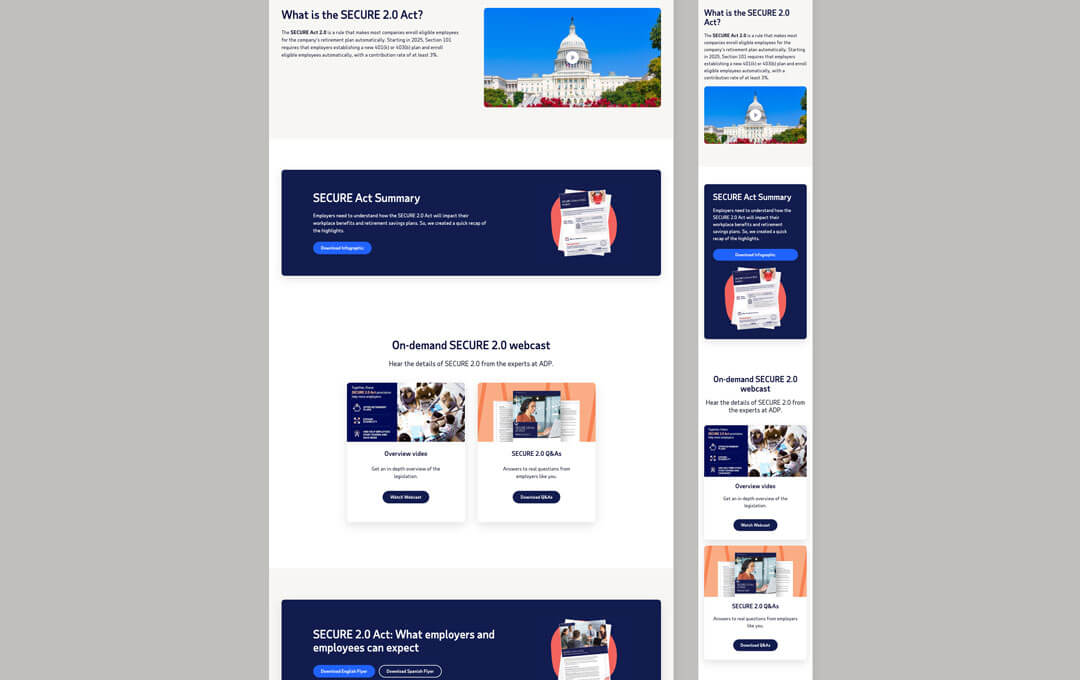 What is the SECURE 2.0 Act?
The SECURE Act 2.0 is a rule that makes most companies enroll eligible employees
for the company's retirement plan automatically. Starting in 2025, Section 101
requires that employers establishing a new 401(k) or 403(b) plan and enroll
eligible employees automatically, with a contribution rate of at least 3%.
SECURE Act Summary
Employers need to understand how the SECURE 2.0 Act will impact their
workplace benefits and retirement savings plans. So, we created a quick recap of
the highlights.
Download Infographic
On-demand SECURE 2.0 webcast
Hear the details of SECURE 2.0 from the experts at ADP.
Overview video
Get an in depth overview of the
legislation.
Watch Webcast
SECURE 2.0 Q&As
Answers to real questions from
employers like you.
Download Q&As
SECURE 2.0 Act: What employers and
employees can expect
Download English Flyer
Download Spanish Flyer
What is the SECURE 2.0
Act?
The SECURE Act 2.0 is a rule that makes most
companies enroll eligible employees for the
company's retirement plan automatically. Starting
in 2025, Section 101 requires that employers
establishing a new 401(k) or 403(b) plan and enroll
eligible employees automatically, with a
contribution rate of at least 3%.
SECURE Act Summary
Employers need to understand how the
SECURE 2.0 Act will impact their
workplace benefits and retirement
savings plans. So, we created a quick
recap of the highlights.
Download Infographic
On-demand SECURE 2.0
webcast
Hear the details of SECURE 2.0 from
the experts at ADP.
Overview video
Get an in depth overview of the
legislation.
Watch Webcast
SECURE 2.0 Q&As
Answers to real questions from employers
like you.
Download Q&As